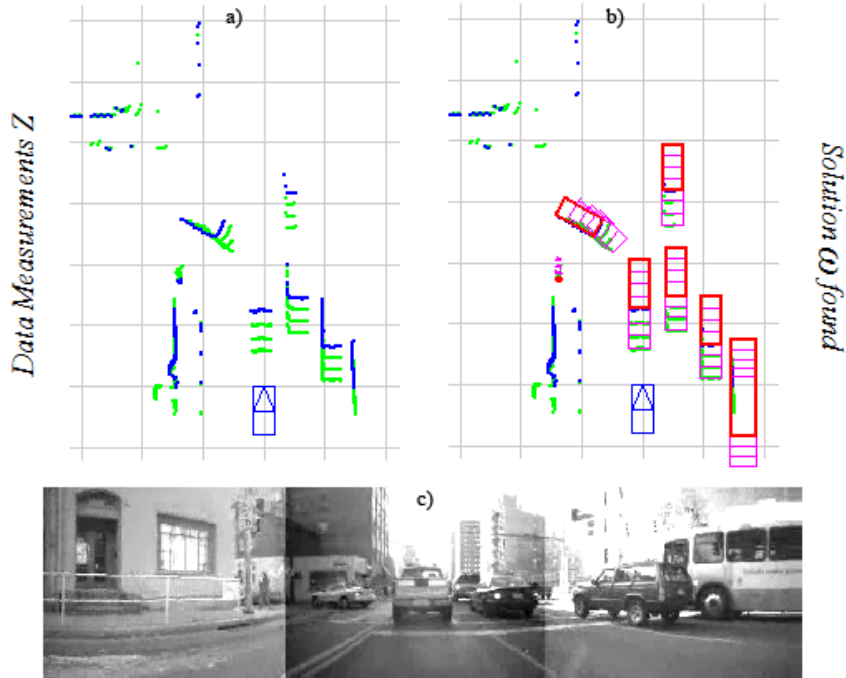 a)
b)
Data Measurements Z
Solution ω found
c)